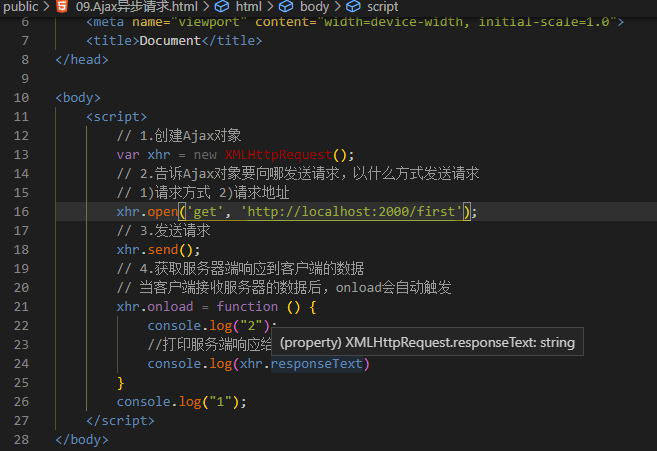 public > 09.Ajax异步请求.html > html > body > script
6 <meta name="viewport" content="width=device-width, initial-scale=1.0">
7 <title>Document</title>
8 </head>
9
10 <body>
11 <script>
12 // 1.创建Ajax对象
13 var xhr = new XMLHttpRequest();
14 // 2.告诉Ajax对象要向哪发送请求，以什么方式发送请求
15 // 1)请求方式 2)请求地址
16 xhr.open('get', 'http://localhost:2000/first');
17 // 3.发送请求
18 xhr.send();
19 // 4.获取服务器端响应到客户端的数据
20 // 当客户端接收服务器的数据后，onload会自动触发
21 xhr.onload = function () {
22 console.log("2");
(property) XMLHttpRequest.responseText: string
23 //打印服务端响应给
24 console.log(xhr.responseText)
25 }
26 console.log("1");
27 </script>
28 </body>